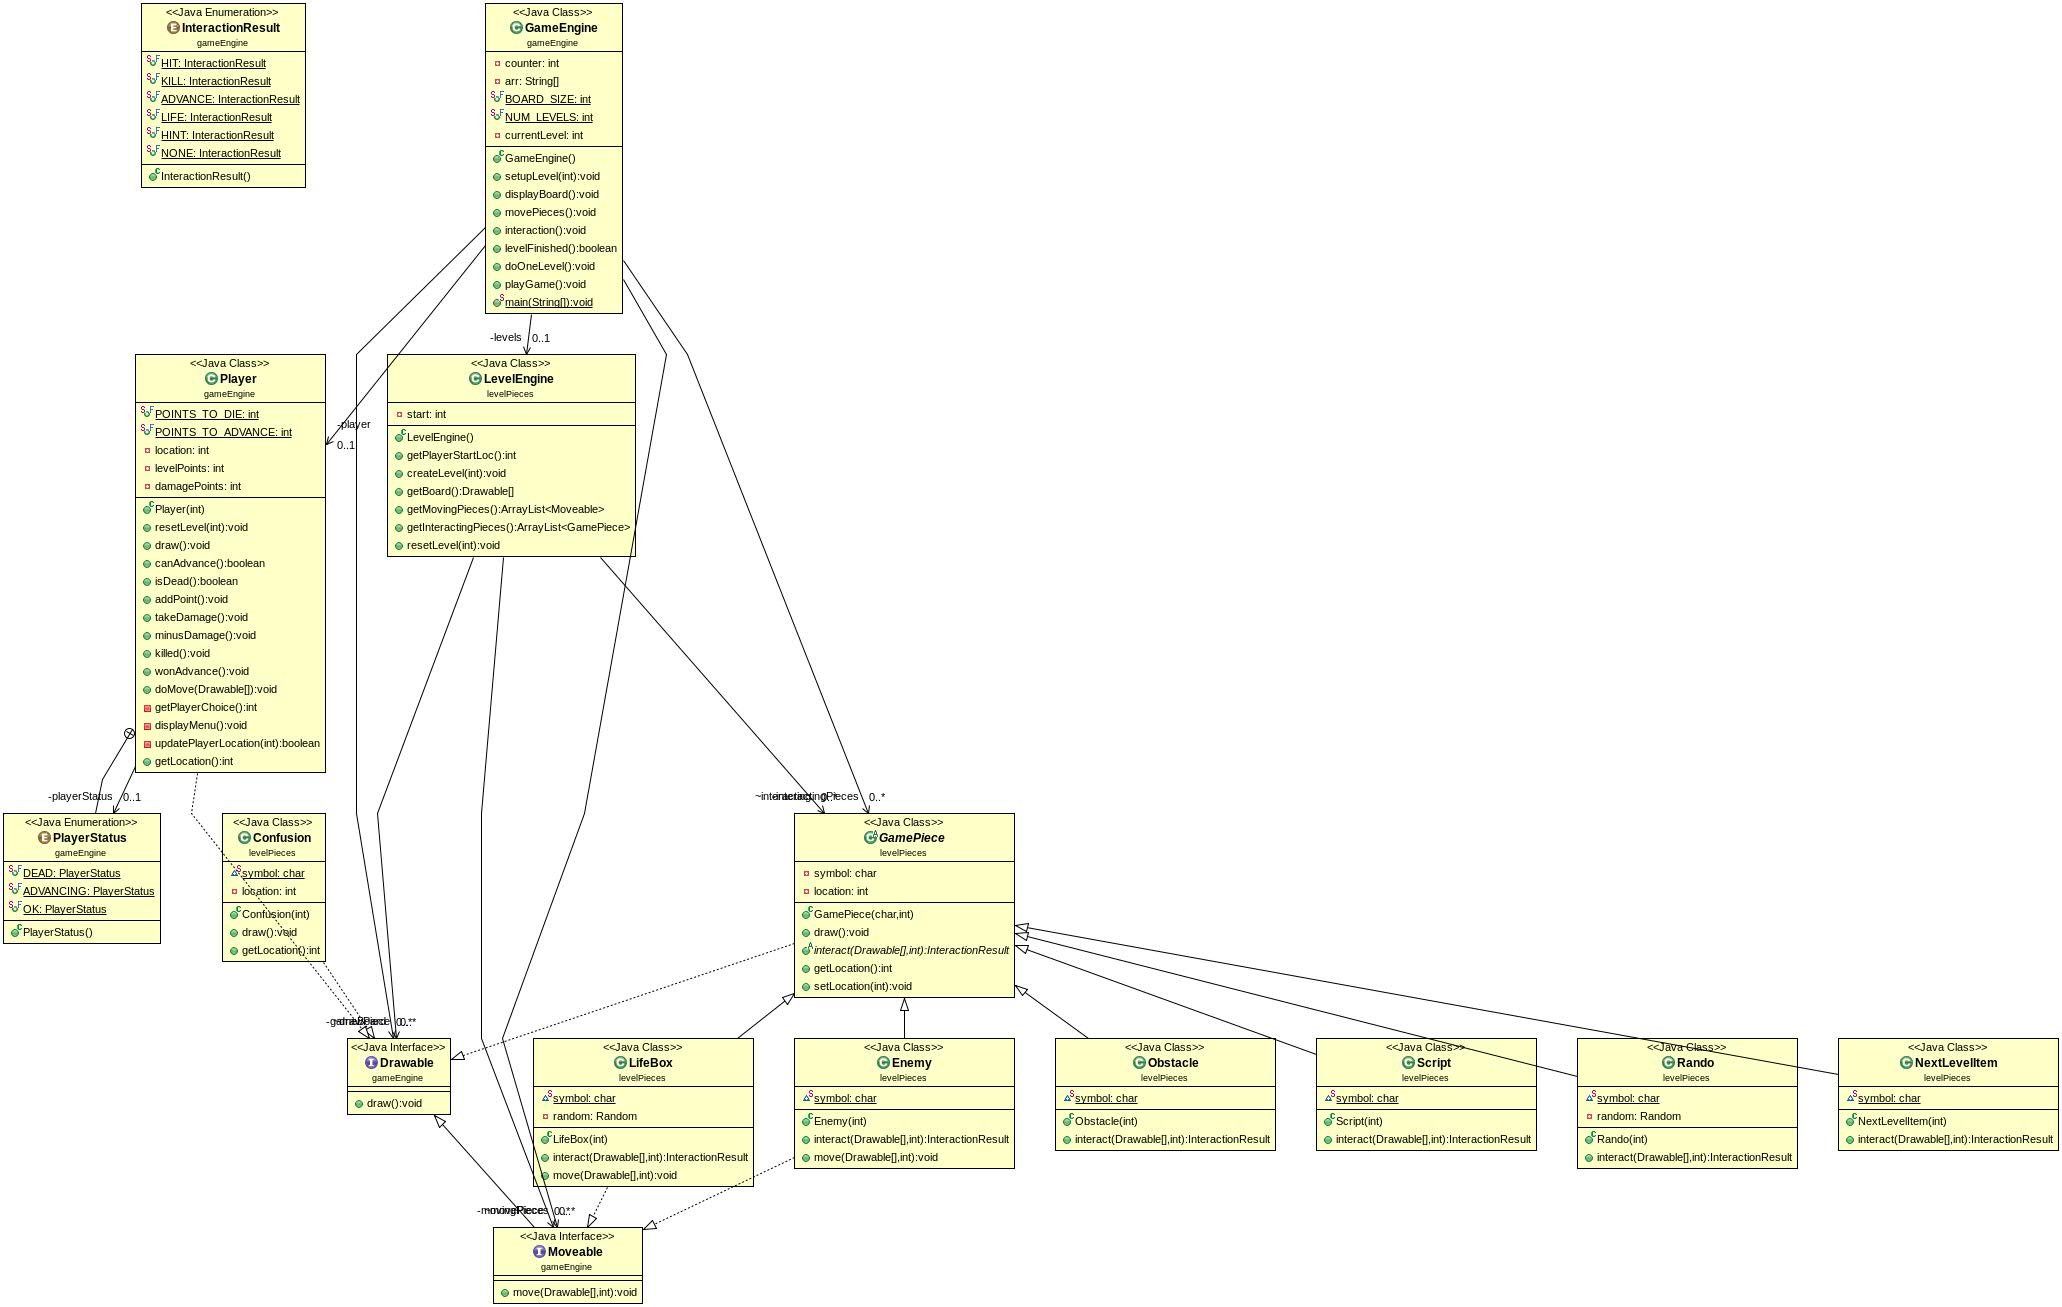 <<Java Enumeration>>
InteractionResult
gameEngine
HIT: InteractionResult
KILL: InteractionResult
ADVANCE: InteractionResult
LIFE: InteractionResult
HINT: InteractionResult
NONE: InteractionResult
InteractionResult()
<<Java Class>>
GameEngine
gameEngine
counter: int
arr: String[]
BOARD_SIZE: int
NUM_LEVELS: int
currentLevel: int
GameEngine()
setupLevel(int):void
displayBoard():void
movePieces():void
interaction():void
levelFinished():boolean
doOneLevel():void
playGame():void
main(String[]):void
-levels
0..1
<<Java Class>>
Player
gameEngine
POINTS_TO_DIE: int
POINTS_TO_ADVANCE: int
location: int
levelPoints: int
damagePoints: int
Player(int)
resetLevel(int):void
draw():void
canAdvance():boolean
isDead():boolean
addPoint():void
takeDamage():void
minusDamage():void
killed():void
wonAdvance():void
doMove(Drawable[]):void
getPlayerChoice():int
displayMenu():void
updatePlayerLocation(int):boolean
getLocation():int
-player
0..1
<<Java Class>>
LevelEngine
levelPieces
start: int
LevelEngine()
getPlayerStartLoc():int
createLevel(int):void
getBoard():Drawable[]
getMovingPieces():ArrayList<Moveable>
getInteractingPieces():ArrayList<GamePiece>
resetLevel(int):void
-playerStatus
0..1
0..*
<<Java Enumeration>>
PlayerStatus
gameEngine
DEAD: PlayerStatus
ADVANCING: PlayerStatus
OK: PlayerStatus
PlayerStatus()
<<Java Class>>
Confusion
levelPieces
symbol: char
location: int
Confusion(int)
draw():void
getLocation():int
<<Java Class>>
GamePiece
levelPieces
symbol: char
location: int
GamePiece(char,int)
draw():void
interact(Drawable[],int):InteractionResult
getLocation():int
setLocation(int):void
<<Java Interface>>
Drawable
gameEngine
draw():void
<<Java Class>>
LifeBox
levelPieces
symbol: char
random: Random
LifeBox(int)
interact(Drawable[],int):InteractionResult
move(Drawable[],int):void
<<Java Class>>
Enemy
levelPieces
symbol: char
Enemy(int)
interact(Drawable[],int):InteractionResult
move(Drawable[],int):void
<<Java Class>>
Obstacle
levelPieces
symbol: char
Obstacle(int)
interact(Drawable[],int):InteractionResult
<<Java Class>>
Script
levelPieces
symbol: char
Script(int)
interact(Drawable[],int):InteractionResult
<<Java Class>>
Rando
levelPieces
symbol: char
random: Random
Rando(int)
interact(Drawable[],int):InteractionResult
<<Java Class>>
NextLevelItem
levelPieces
symbol: char
NextLevelItem(int)
interact(Drawable[],int):InteractionResult
<<Java Interface>>
Moveable
gameEngine
move(Drawable[],int):void